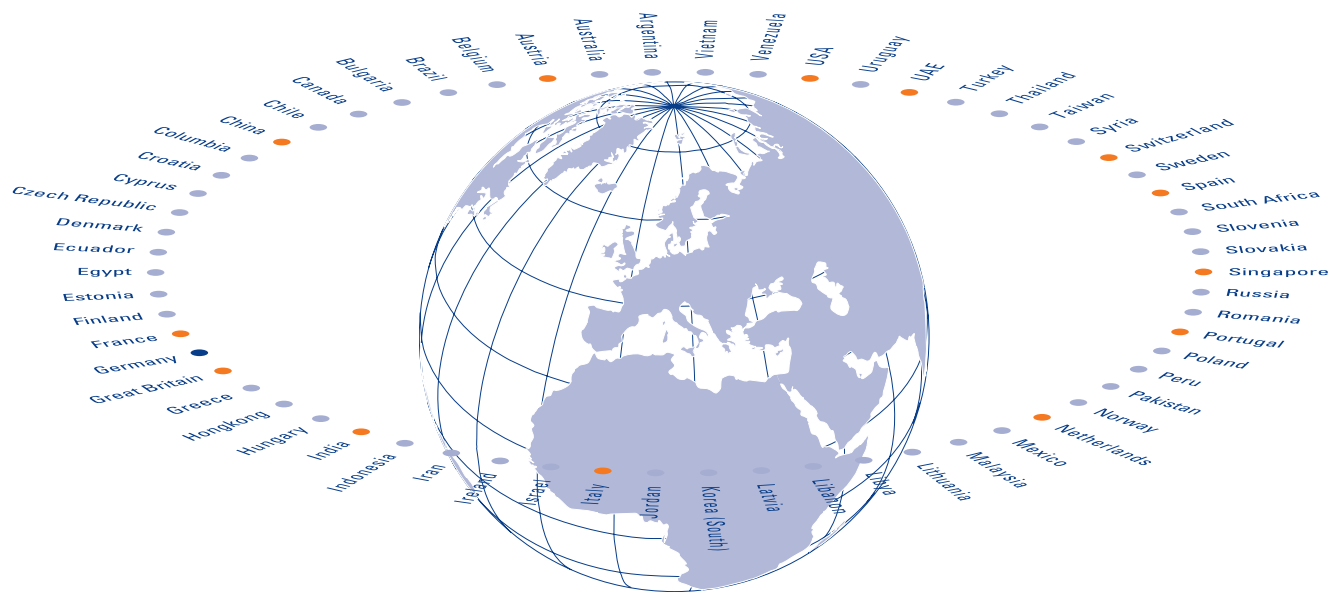 Argentina
Australia
Austria
Belgium
Brazil
Bulgaria
Canada
Chile
China
Columbia
Croatia
Cyprus
Czech Republic
Denmark
Ecuador
Egypt
Estonia
Finland
France
Germany
Great Britain
Greece
Hongkong
Hungary
India
Indonesia
Iran
Ireland
Israel
Italy
Jordan
Korea (South)
Latvia
Libanon
Libya
Lithuania
Malaysia
Mexico
Netherlands
Norway
Pakistan
Peru
Poland
Portugal
Romania
Russia
Singapore
Slovakia
Slovenia
South Africa
Spain
Sweden
Switzerland
Syria
Taiwan
Thailand
Turkey
UAE
Uruguay
USA
Venezuela
Vietnam